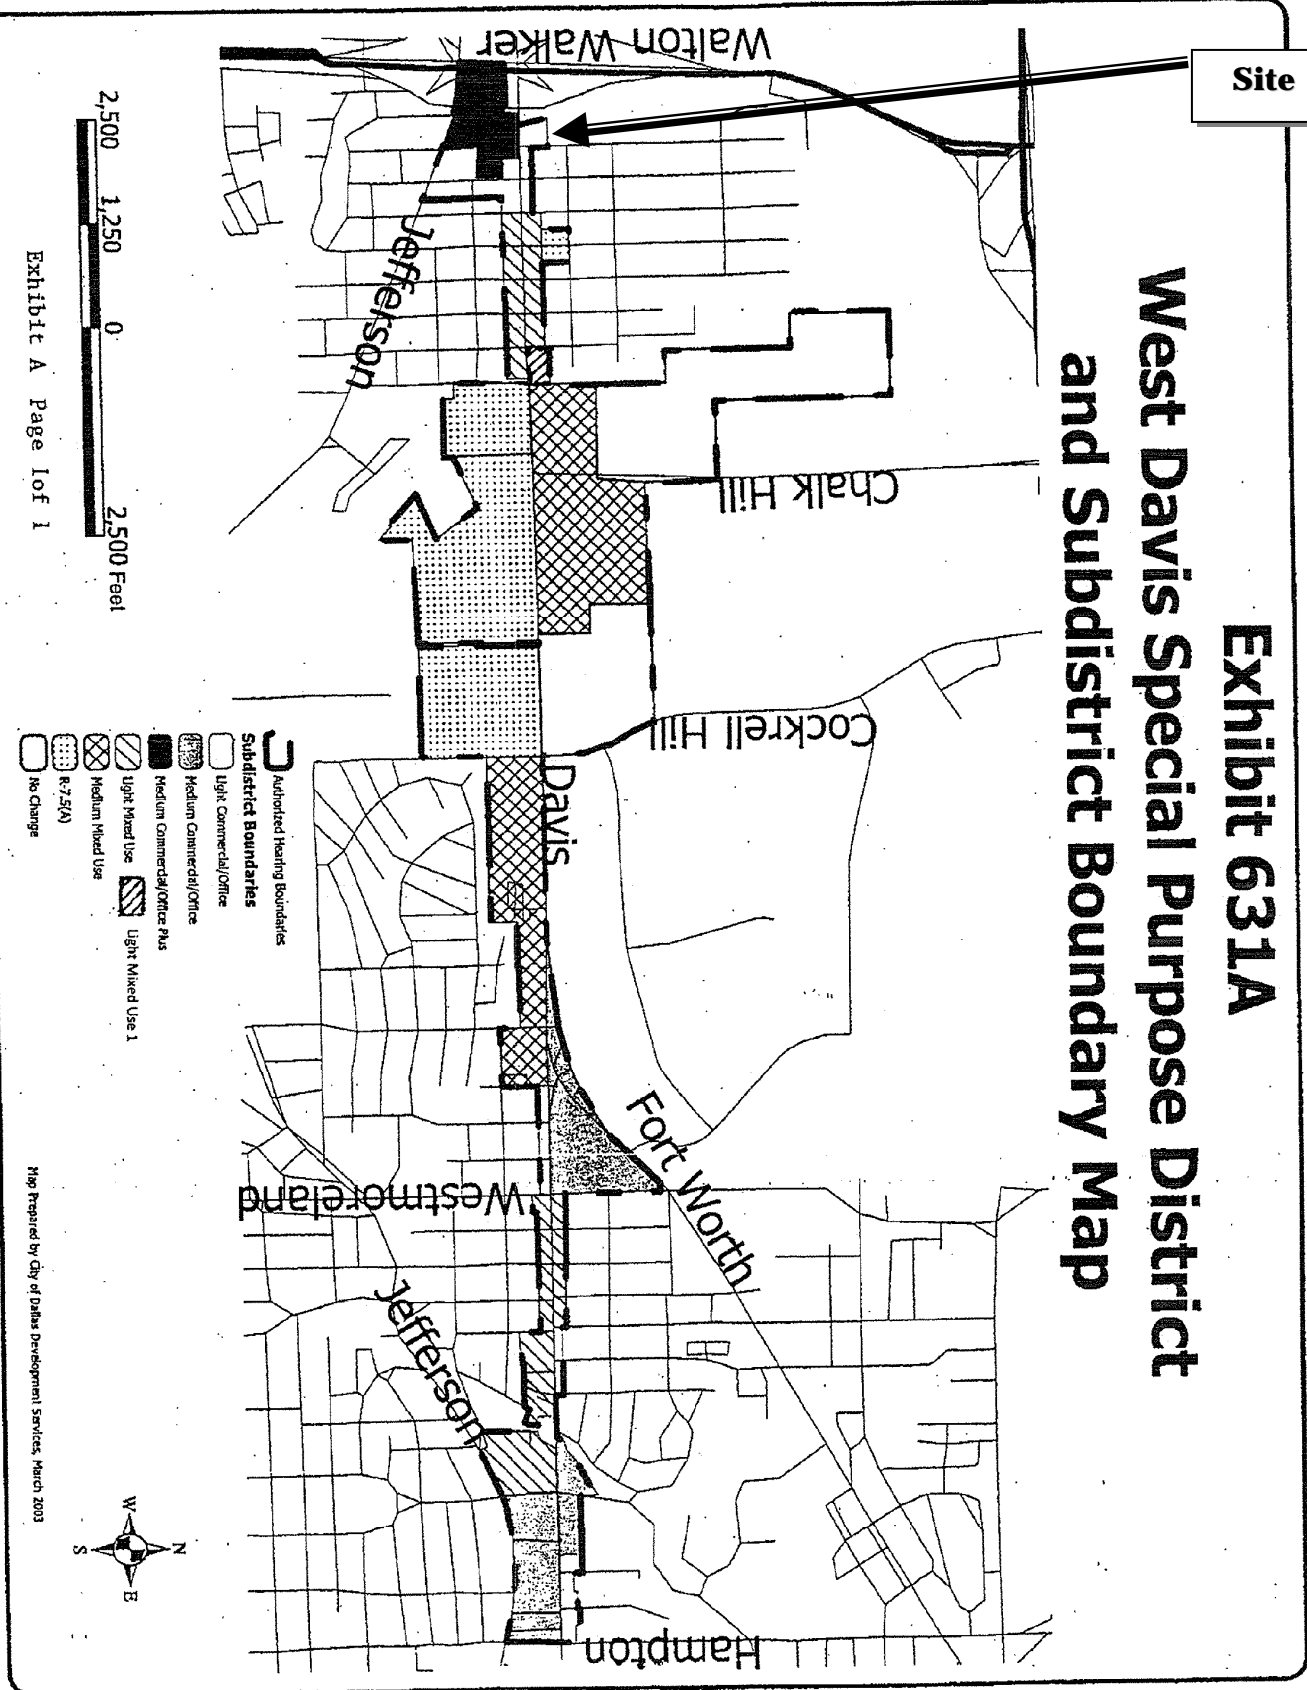 Exhibit 631A
West Davis Special Purpose District
and Subdistrict Boundary Map
Site
Walton Walker
Jefferson
Chalk Hill
Cockrell Hill
Davis
Fort Worth
Westmoreland
Jefferson
Hampton
Authorized Hearing Boundaries
Subdistrict Boundaries
Light Commercial/Office
Medium Commercial/Office
Medium Commercial/Office Plus
Light Mixed Use
Light Mixed Use 1
Medium Mixed Use
R-7.5(A)
No Change
2,500 1,250 0 2,500 Feet
N
W
E
S
Map Prepared by City of Dallas Development Services, March 2003
Exhibit A Page 1of 1